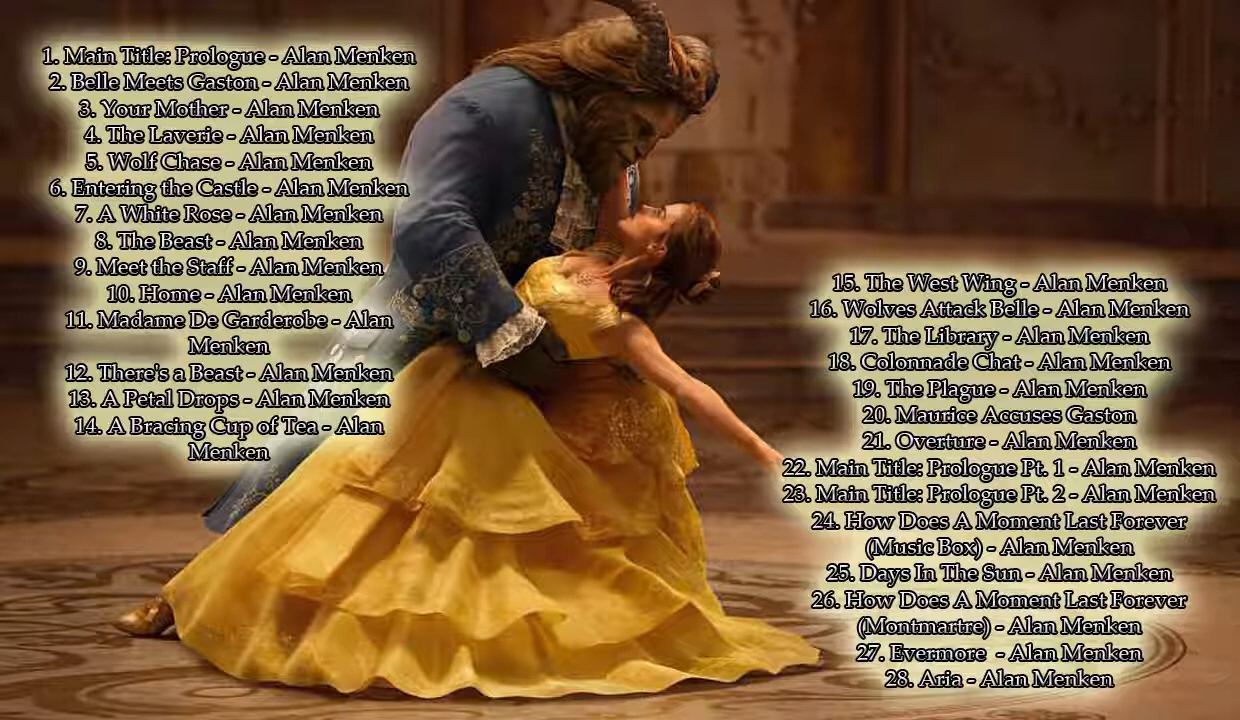 1. Main Title: Prologue - Alan Menken
2. Belle Meets Gaston - Alan Menken
3. Your Mother - Alan Menken
4. The Laverie - Alan Menken
5. Wolf Chase - Alan Menken
6. Entering the Castle - Alan Menken
7. A White Rose - Alan Menken
8. The Beast - Alan Menken
9. Meet the Staff - Alan Menken
10. Home - Alan Menken
11. Madame De Garderobe - Alan
Menken
12. There's a Beast - Alan Menken
13. A Petal Drops - Alan Menken
14. A Bracing Cup of Tea - Alan
Menken
15. The West Wing - Alan Menken
16. Wolves Attack Belle - Alan Menken
17. The Library - Alan Menken
18. Colonnade Chat - Alan Menken
19. The Plague - Alan Menken
20. Maurice Accuses Gaston
21. Overture - Alan Menken
22. Main Title: Prologue Pt. 1 - Alan Menken
23. Main Title: Prologue Pt. 2 - Alan Menken
24. How Does A Moment Last Forever
(Music Box) - Alan Menken
25. Days In The Sun - Alan Menken
26. How Does A Moment Last Forever
(Montmartre) - Alan Menken
27. Evermore - Alan Menken
28. Aria - Alan Menken